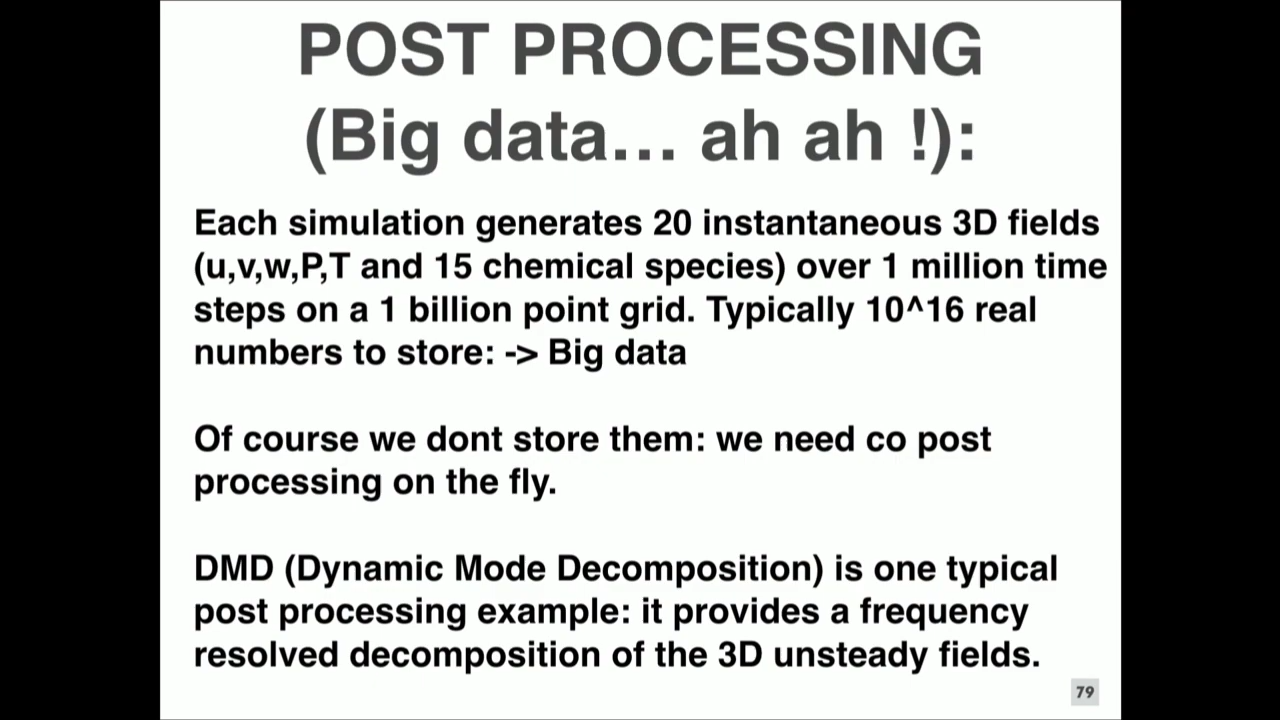 POST PROCESSING
(Big data… ah ah !):
Each simulation generates 20 instantaneous 3D fields
(u,v,w,P,T and 15 chemical species) over 1 million time
steps on a 1 billion point grid. Typically 10^16 real
numbers to store: -> Big data
Of course we dont store them: we need co post
processing on the fly.
DMD (Dynamic Mode Decomposition) is one typical
post processing example: it provides a frequency
resolved decomposition of the 3D unsteady fields.
79